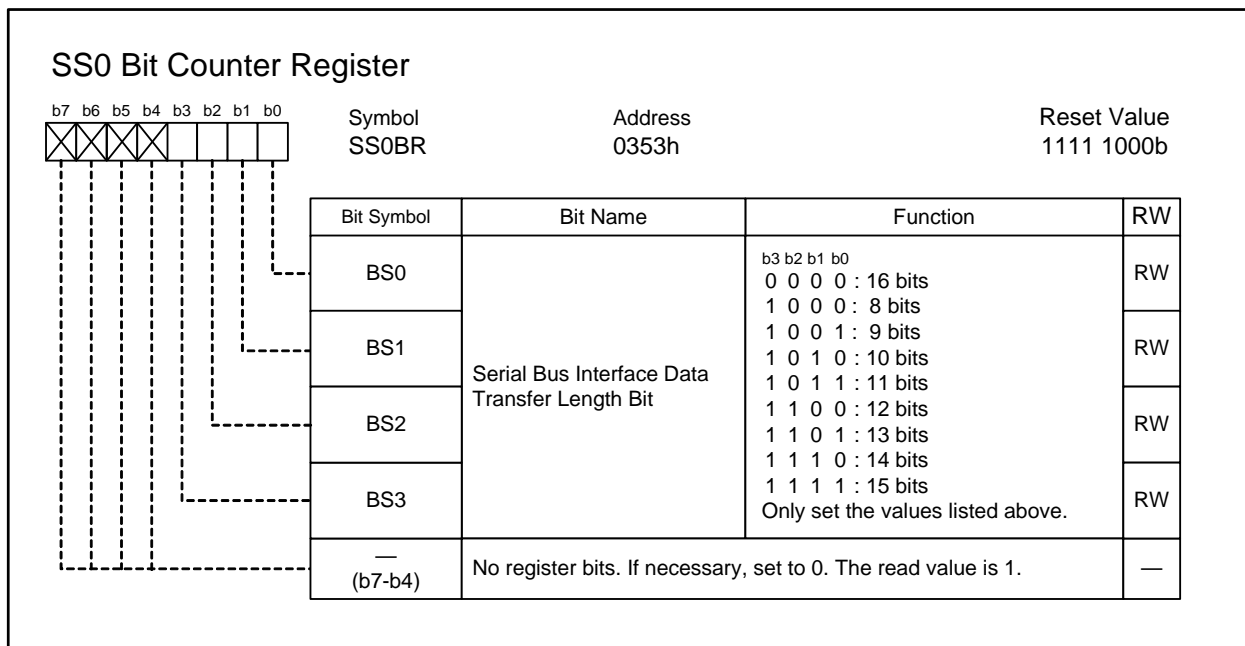 SS0 Bit Counter Register
b7 b6 b5 b4 b3 b2 b1 b0
Symbol Address Reset Value
SS0BR 0353h 1111 1000b
Bit Symbol Bit Name Function RW
BS0 RW
BS1 RW
BS2 RW
BS3 RW
Serial Bus Interface Data
Transfer Length Bit
b3 b2 b1 b0
0 0 0 0 : 16 bits
1 0 0 0 : 8 bits
1 0 0 1 : 9 bits
1 0 1 0 : 10 bits
1 0 1 1 : 11 bits
1 1 0 0 : 12 bits
1 1 0 1 : 13 bits
1 1 1 0 : 14 bits
1 1 1 1 : 15 bits
Only set the values listed above.
—
(b7-b4) No register bits. If necessary, set to 0. The read value is 1. —